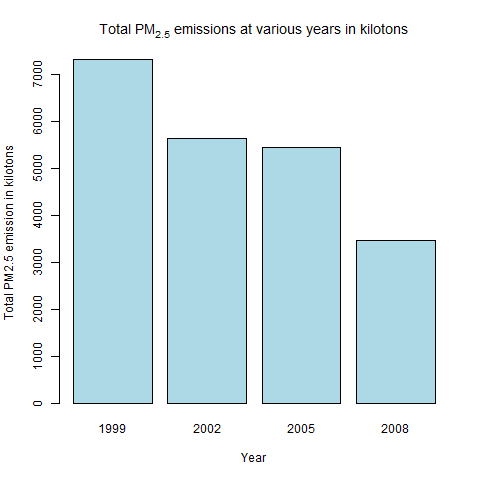 Total PM2.5 emissions at various years in kilotons
Total PM2.5 emission in kilotons
7000
6000
5000
4000
3000
2000
1000
0
1999 2002 2005 2008
Year